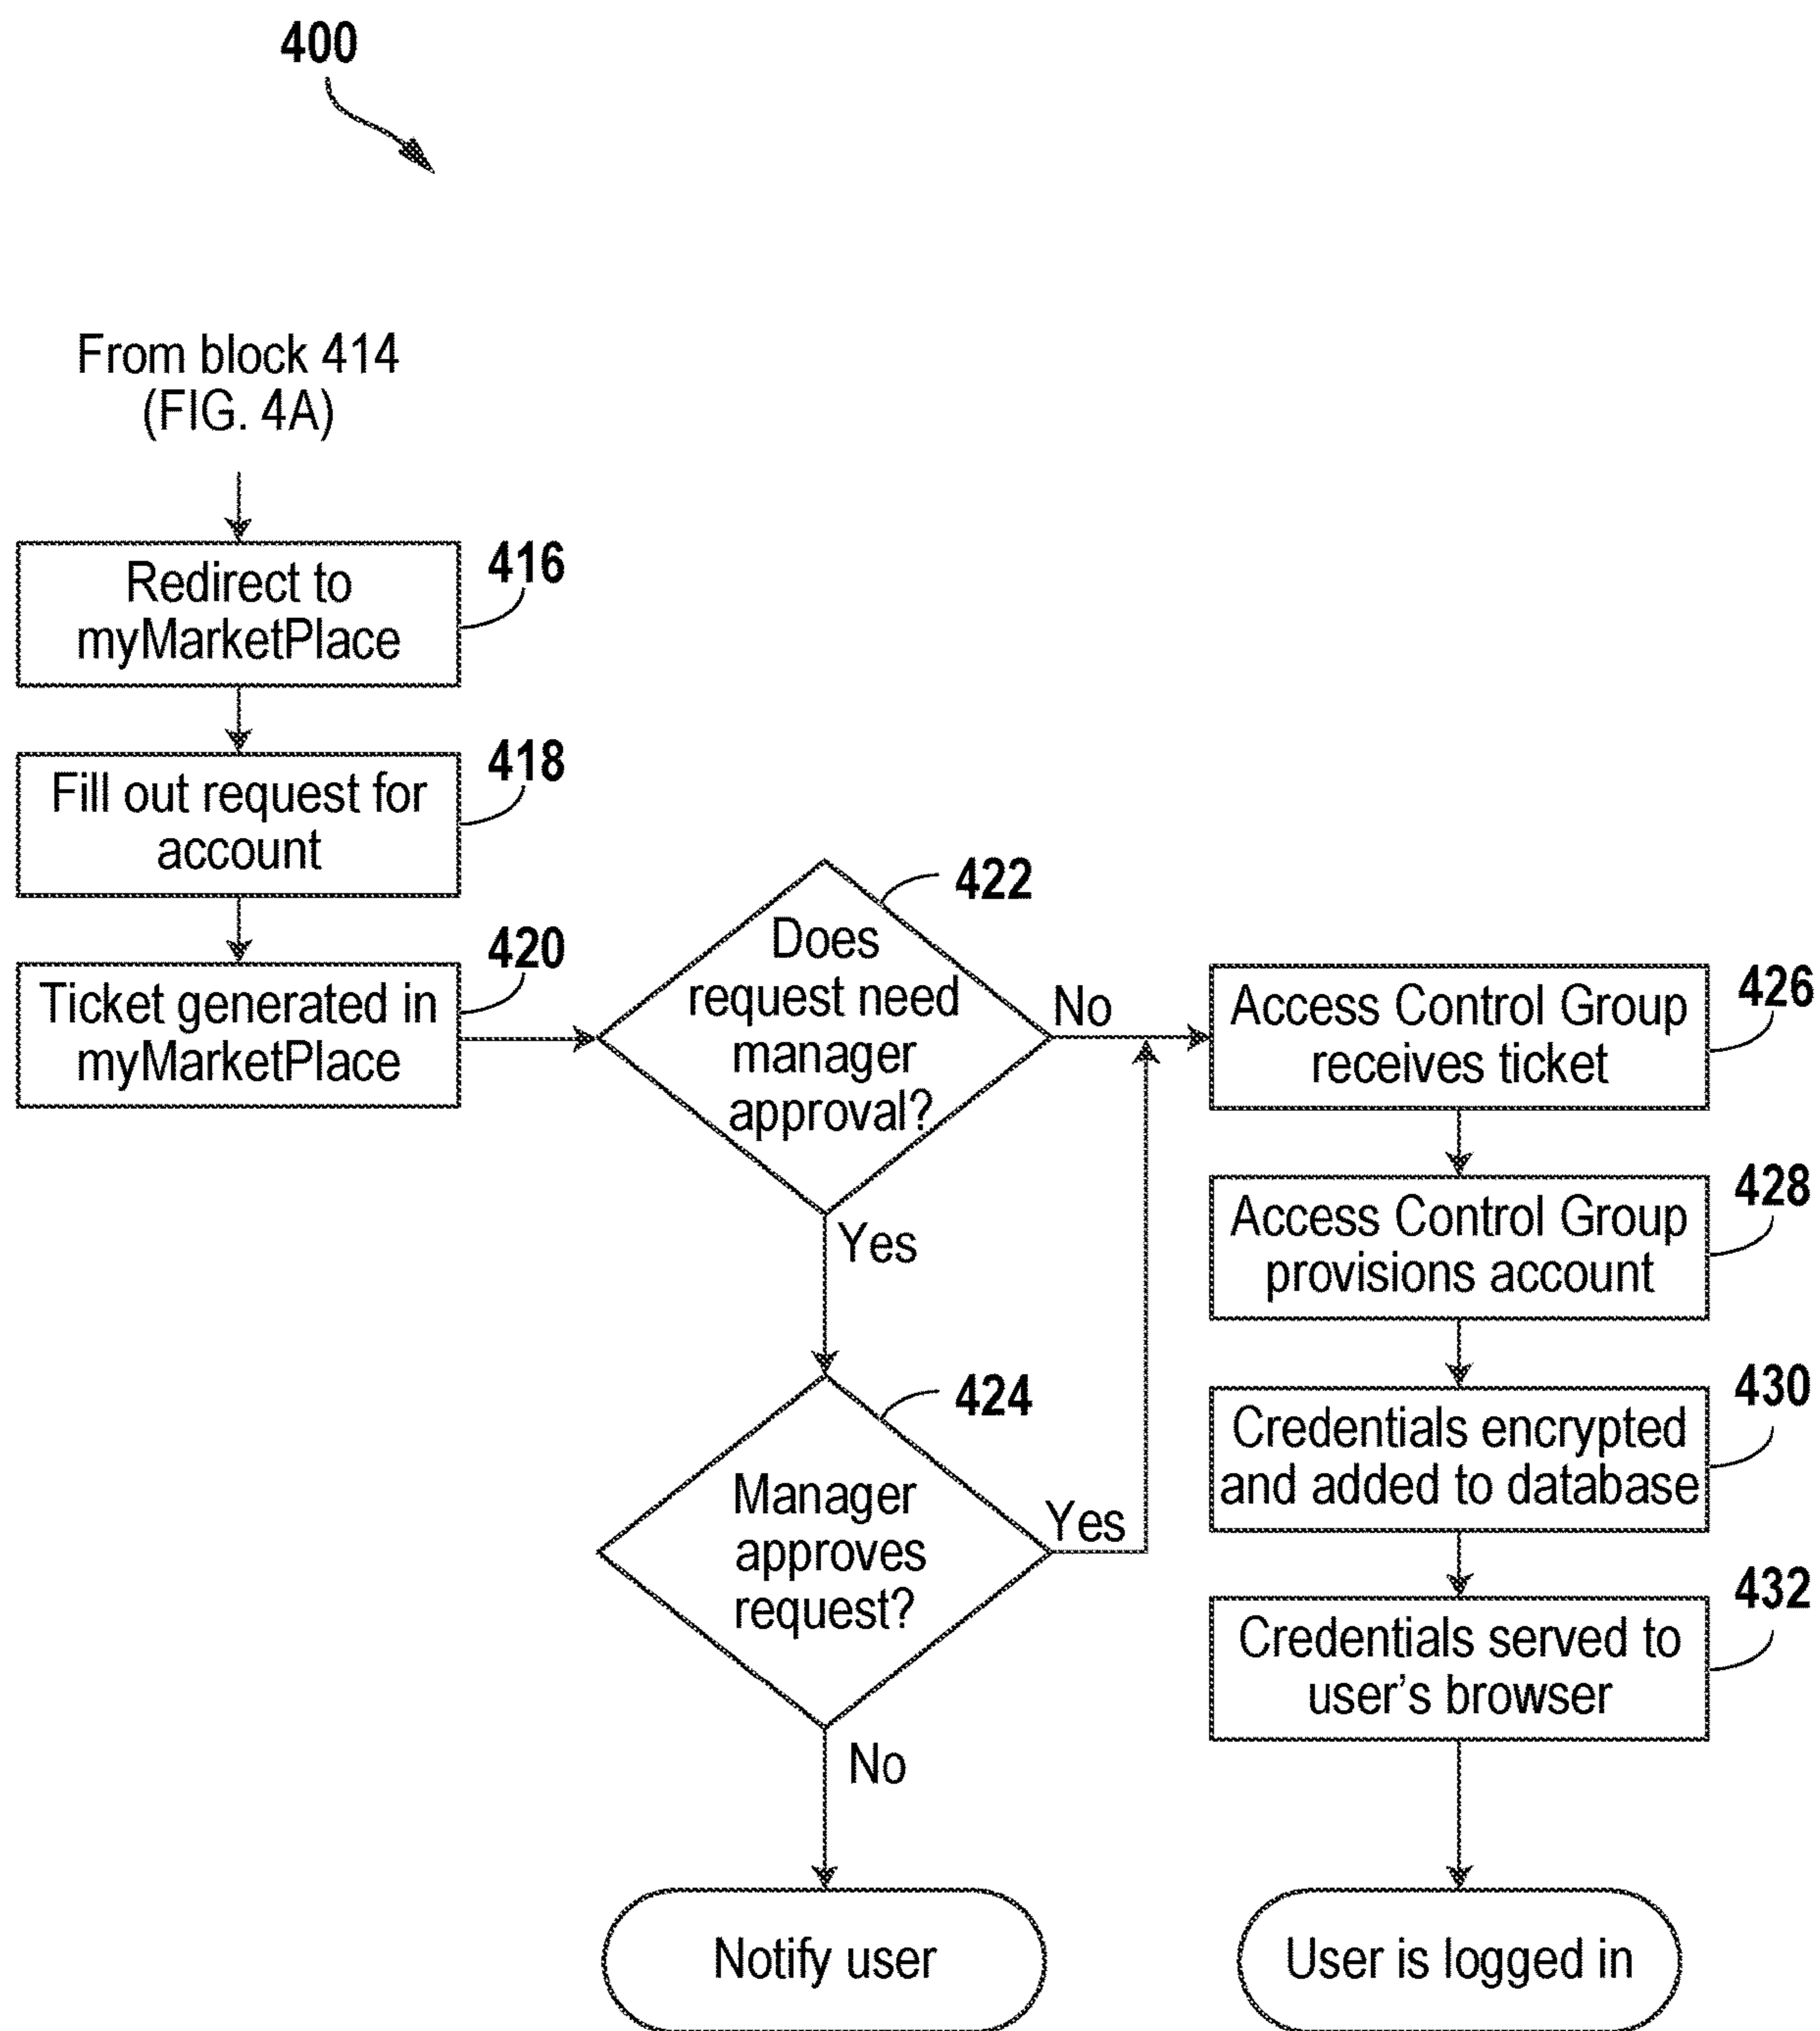 400
From block 414
(FIG. 4A)
Redirect to
myMarketPlace
416
Fill out request for
account
418
Ticket generated in
myMarketPlace
420
Does
request need
manager
approval?
422
No
Yes
Manager
approves
request?
424
Yes
No
Notify user
Access Control Group
receives ticket
426
Access Control Group
provisions account
428
Credentials encrypted
and added to database
430
Credentials served to
user's browser
432
User is logged in